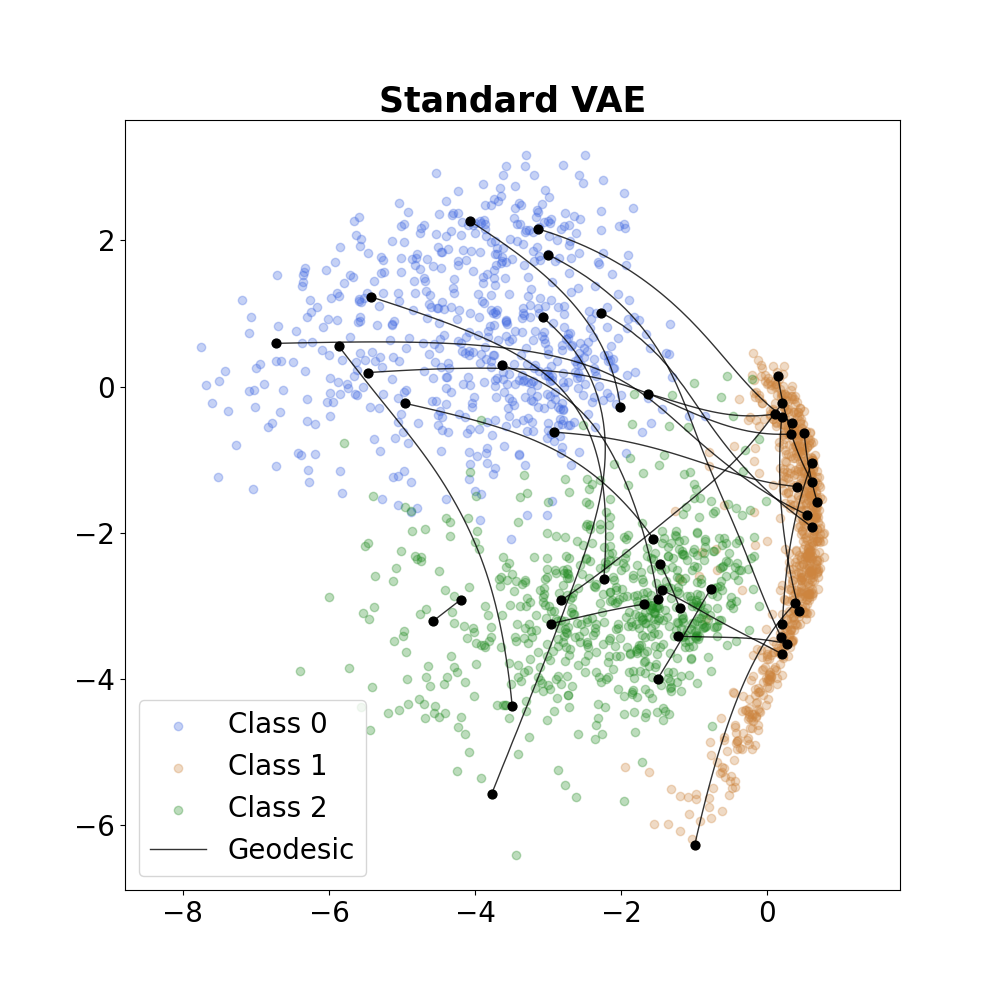 Standard VAE
2
0
−2
−4
−6
Class 0
Class 1
Class 2
Geodesic
−8 −6 −4 −2 0